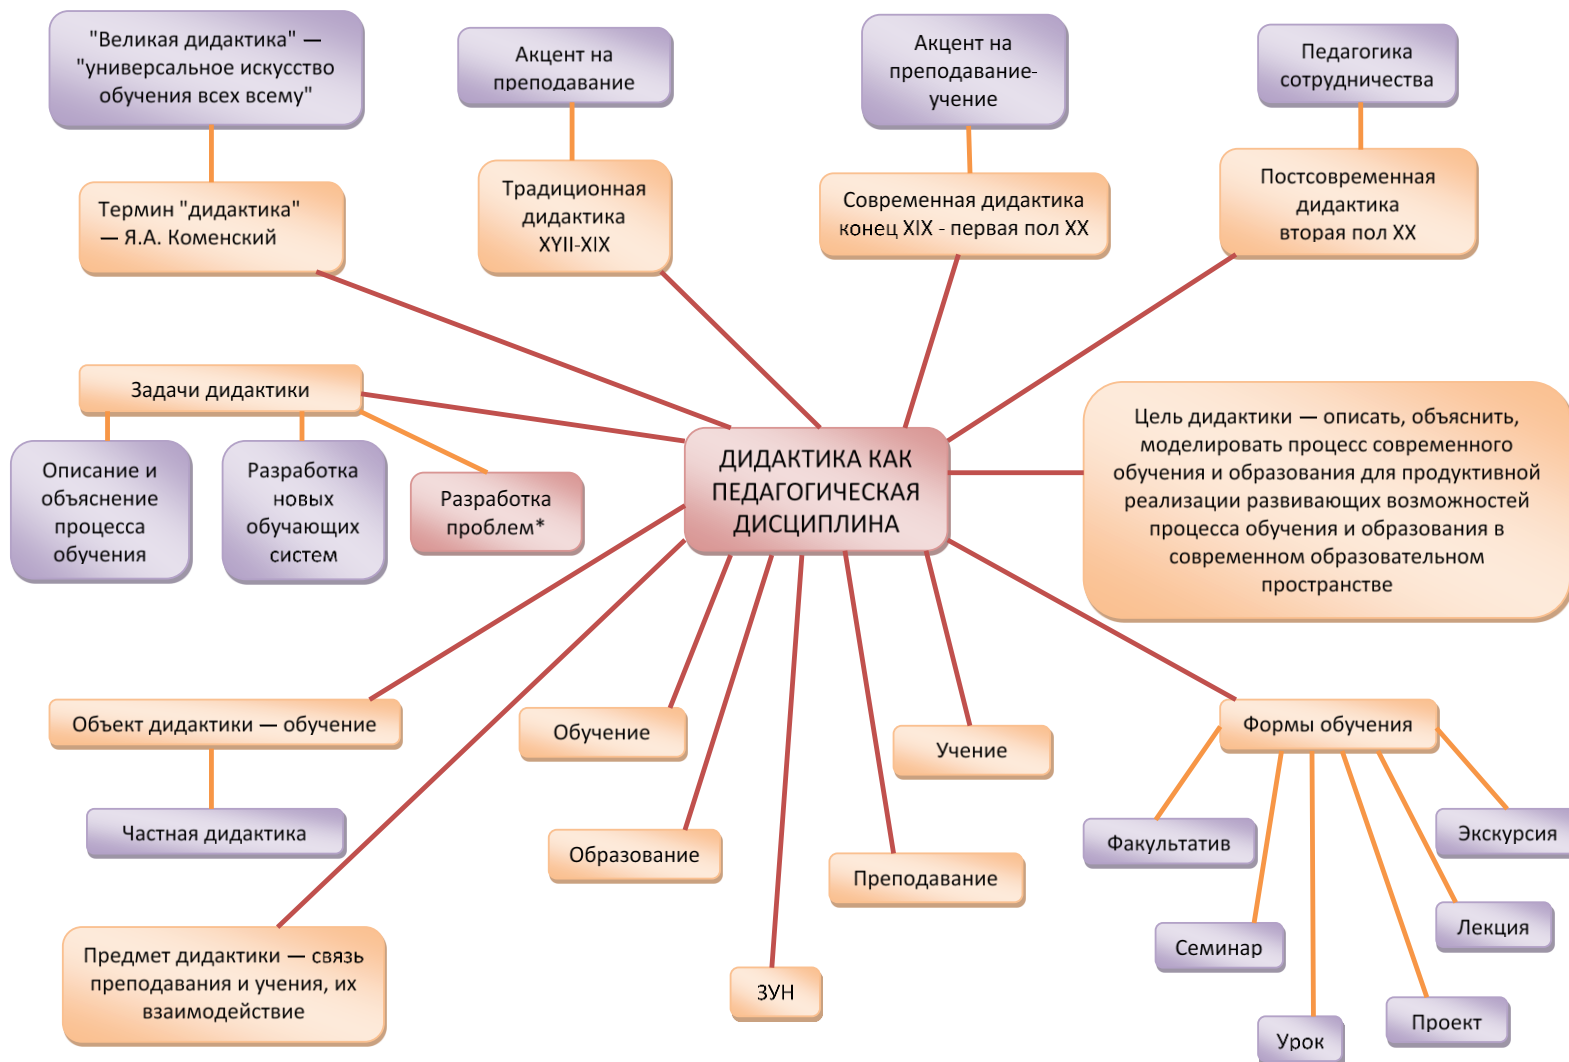 "Великая дидактика" —
"универсальное искусство
обучения всех всему"
Акцент на
преподавание
Акцент на
преподавание-
учение
Педагогика
сотрудничества
Термин "дидактика"
— Я.А. Коменский
Традиционная
дидактика
XYII-XIX
Современная дидактика
конец XIX - первая пол XX
Постсовременная
дидактика
вторая пол XX
Задачи дидактики
Описание и
объяснение
процесса
обучения
Разработка
новых
обучающих
систем
Разработка
проблем*
ДИДАКТИКА КАК
ПЕДАГОГИЧЕСКАЯ
ДИСЦИПЛИНА
Цель дидактики — описать, объяснить,
моделировать процесс современного
обучения и образования для продуктивной
реализации развивающих возможностей
процесса обучения и образования в
современном образовательном
пространстве
Объект дидактики — обучение
Частная дидактика
Предмет дидактики — связь
преподавания и учения, их
взаимодействие
Обучение
Образование
ЗУН
Преподавание
Учение
Формы обучения
Факультатив
Семинар
Урок
Проект
Лекция
Экскурсия